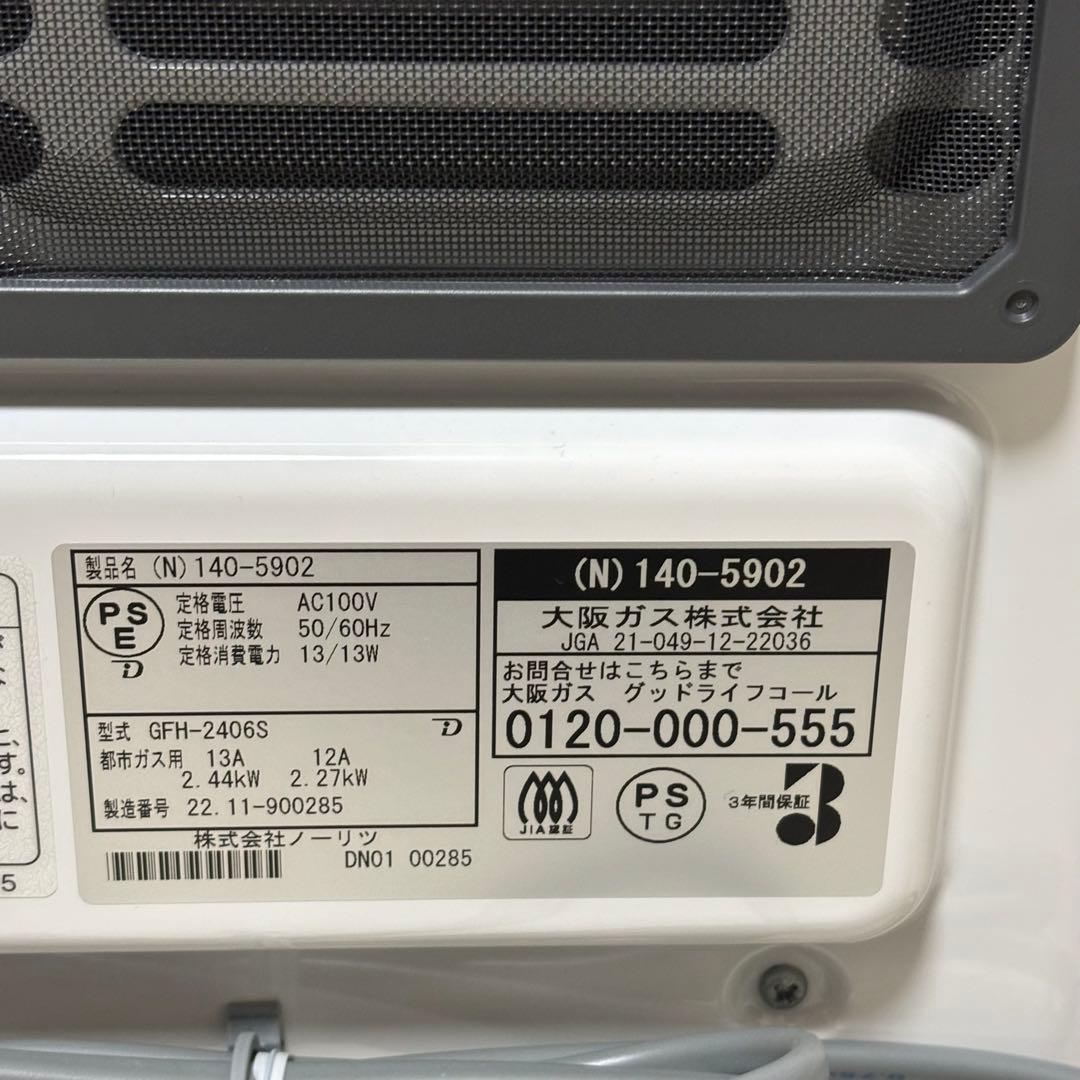 製品名 (N)140-5902
PS
E
定格電圧 AC100V
定格周波数 50/60Hz
定格消費電力 13/13W
型式 GFH-2406S
都市ガス用 13A 12A
2.44kW 2.27kW
製造番号 22.11-900285
株式会社ノーリツ
DN01 00285
(N)140-5902
大阪ガス株式会社
JGA 21-049-12-22036
お問合せはこちらまで
大阪ガス グッドライフコール
0120-000-555
JIA認証
PS
TG
3年間保証
3
す。
は、
に
5